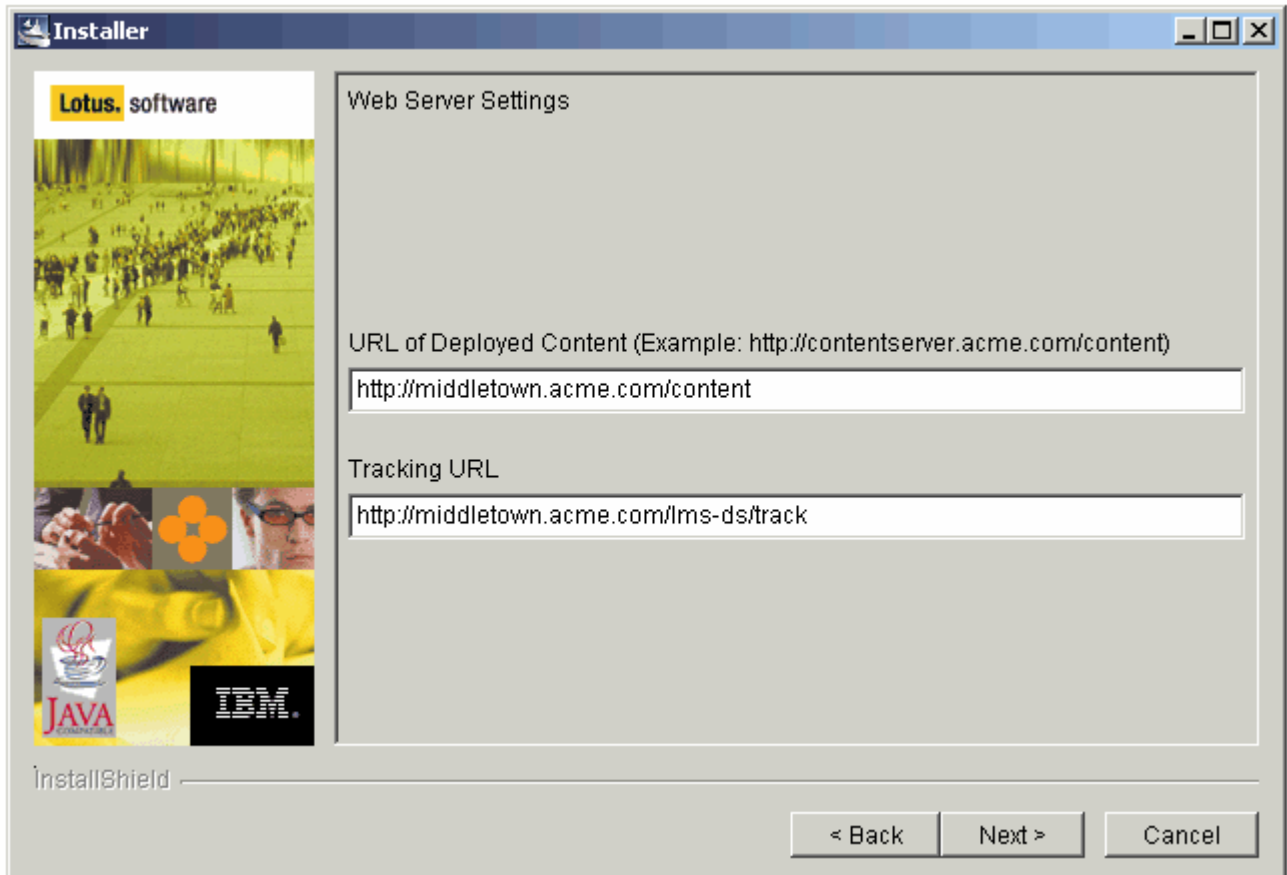 Installer
Lotus. software
Web Server Settings
URL of Deployed Content (Example: http://contentserver.acme.com/content)
http://middletown.acme.com/content
Tracking URL
http://middletown.acme.com/lms-ds/track
JAVA
COMPATIBLE
IBM.
InstallShield
< Back
Next >
Cancel